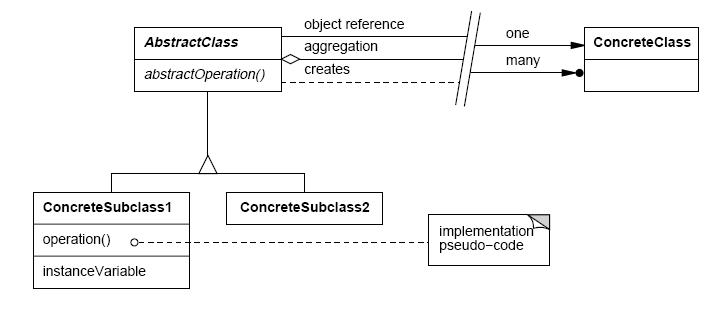 object reference
AbstractClass
aggregation
one
ConcreteClass
abstractOperation()
creates
many
ConcreteSubclass1
ConcreteSubclass2
operation()
implementation
pseudo-code
instanceVariable